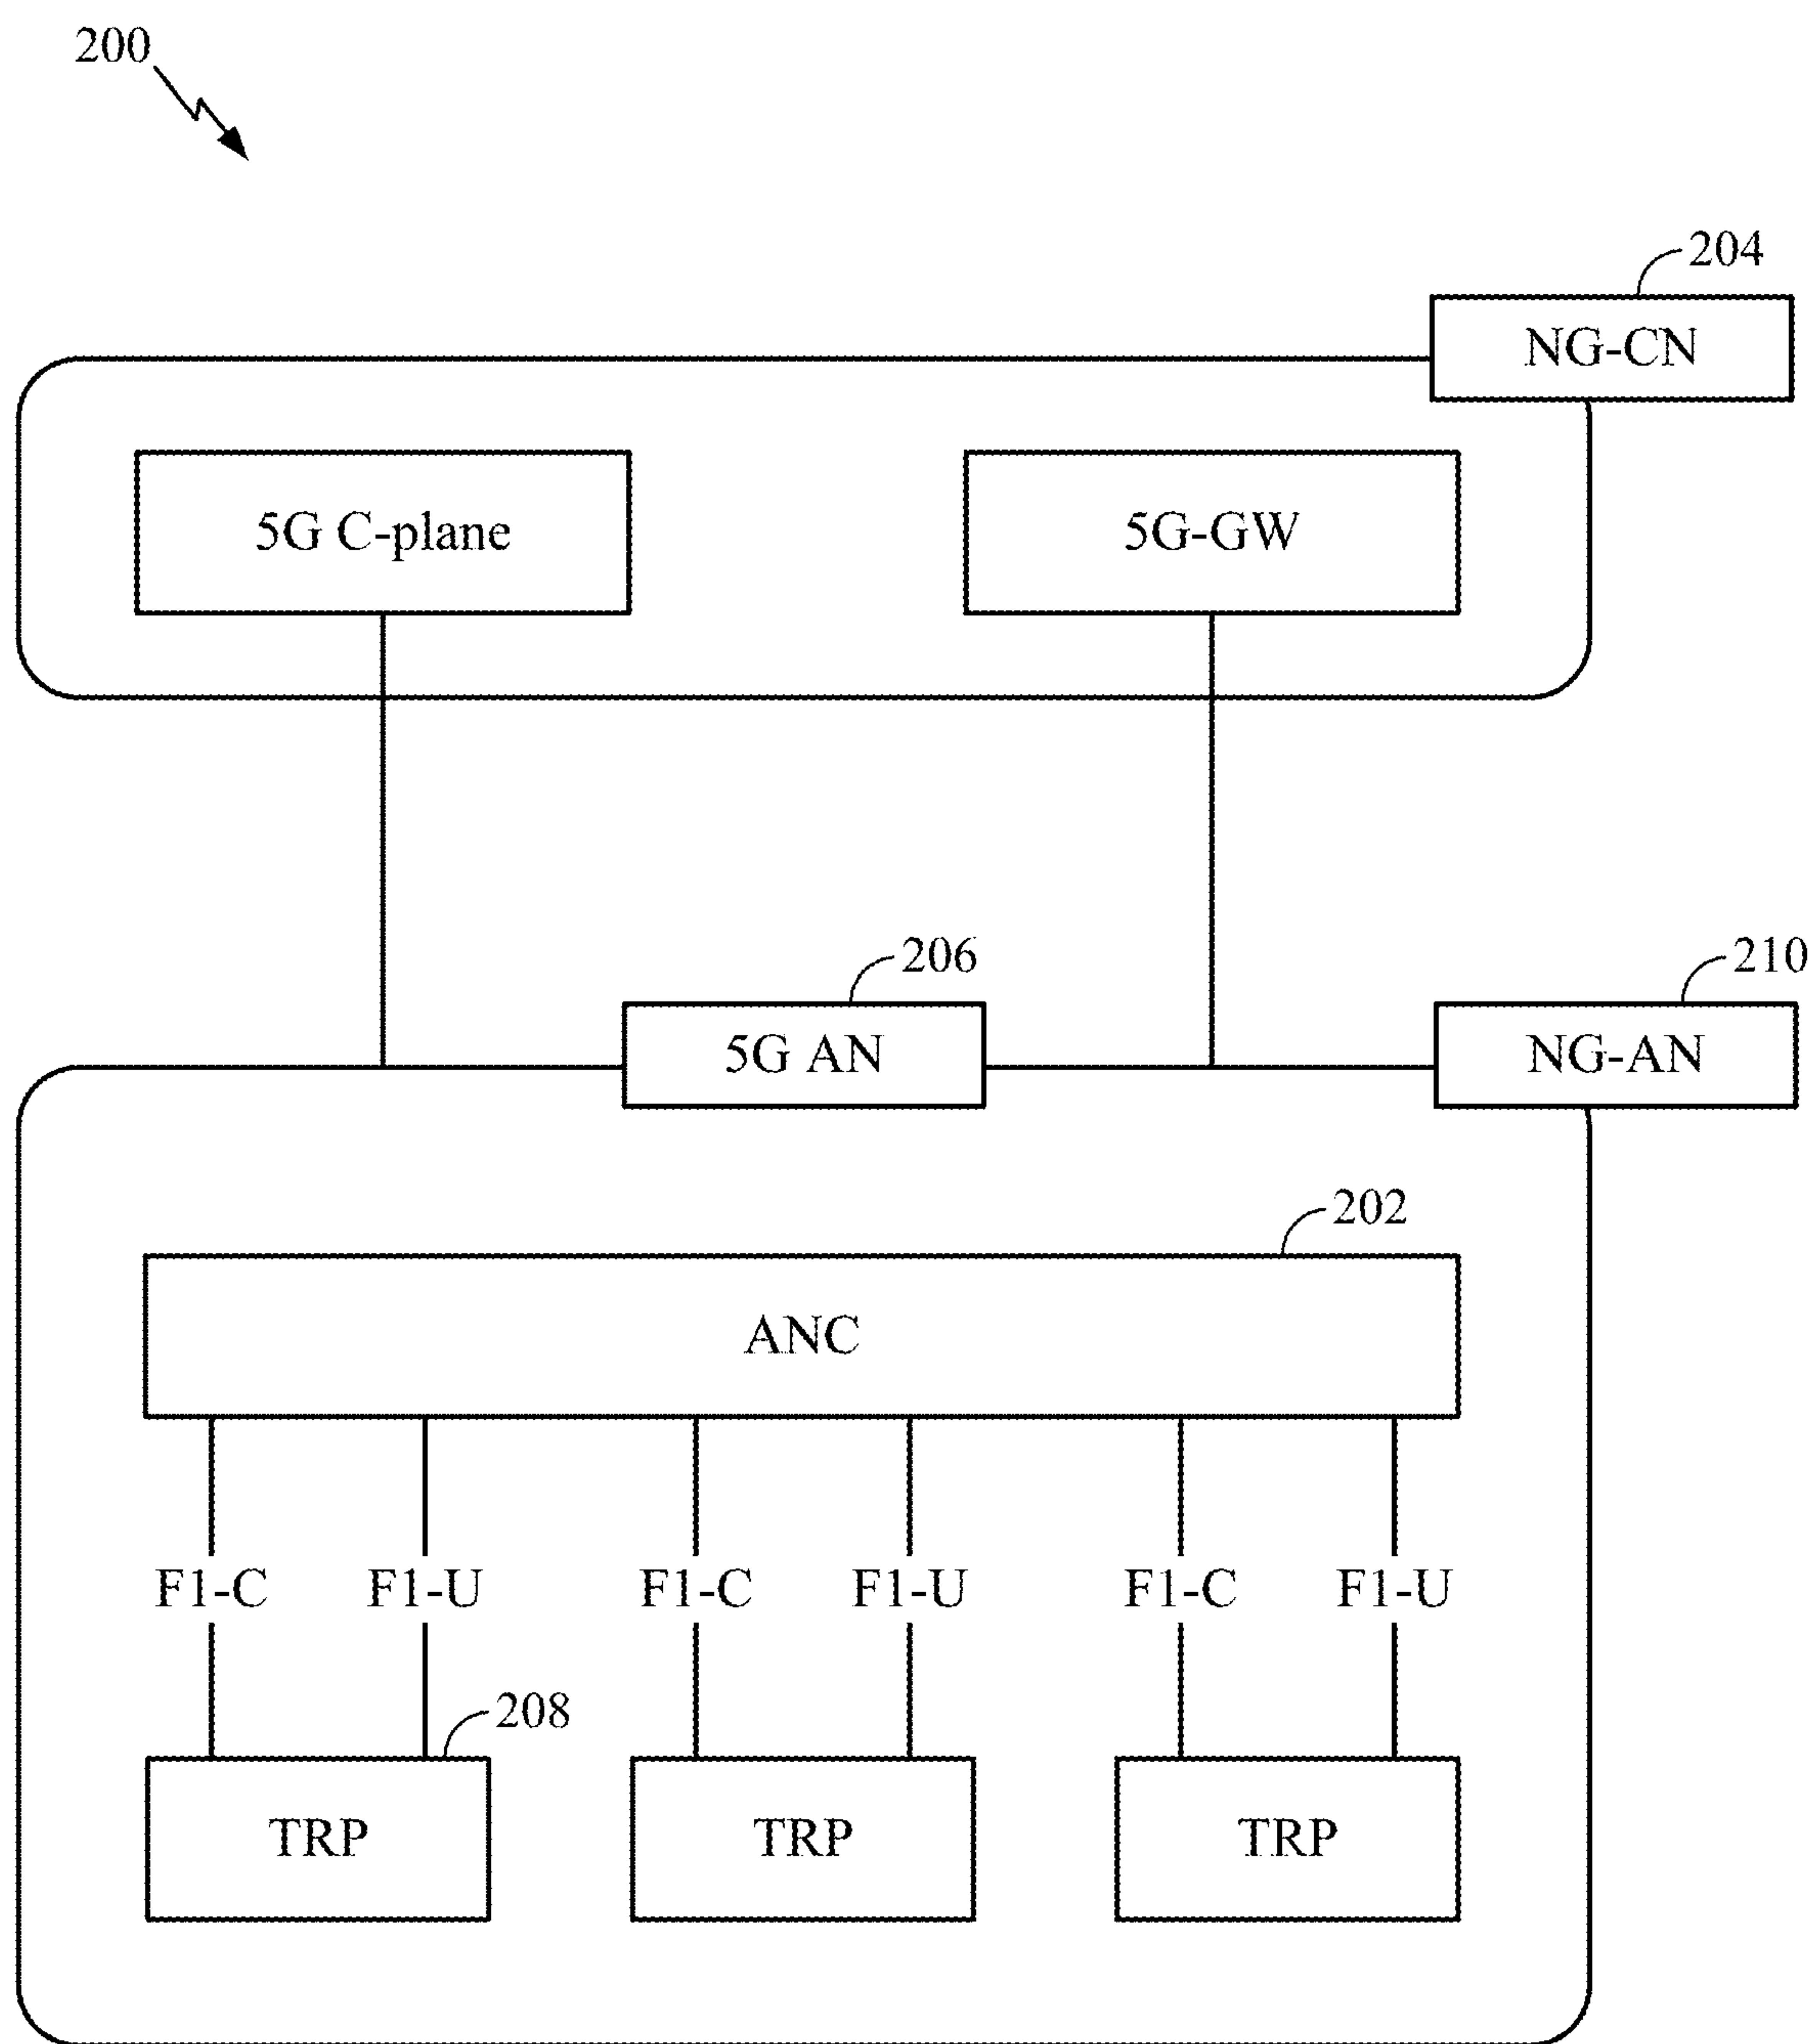 200
204
NG-CN
5G C-plane 5G-GW
206 210
5G AN NG-AN
202
ANC
F1-C F1-U F1-C F1-U F1-C F1-U
208
TRP TRP TRP